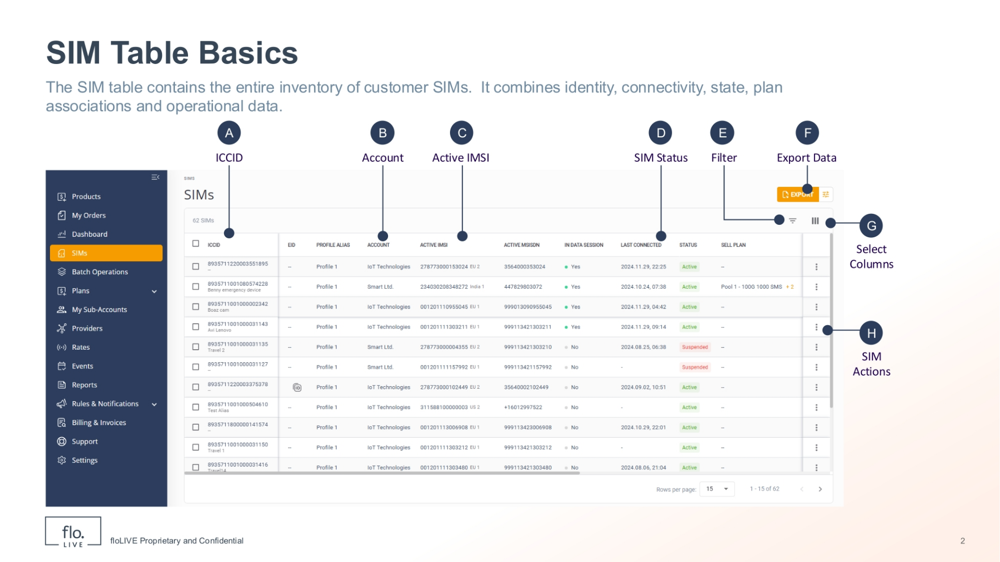 SIM Table Basics
The SIM table contains the entire inventory of customer SIMs.  It combines identity, connectivity, state, plan
associations and operational data.
A
B
C
D
E
F
ICCID
Account
Active IMSI
SIM Status
Filter
Export Data
Products
My Orders
Dashboard
SIMs
Batch Operations
Plans
My Sub-Accounts
Providers
Rates
Events
Reports
Rules & Notifications
Billing & Invoices
Support
Settings
SIMS
SIMs
EXPORT
62 SIMs
G
Select
Columns
H
SIM
Actions
ICCID EID PROFILE ALIAS ACCOUNT ACTIVE IMSI ACTIVE MSISDN IN DATA SESSION LAST CONNECTED STATUS SELL PLAN
8935711220003551895 -- Profile 1 IoT Technologies 278773000153024 EU 2 3564000353024 Yes 2024.11.29, 22:25 Active --
--
8935711001080574228 -- Profile 1 Smart Ltd. 234030208348272 India 1 447829803072 Yes 2024.10.24, 07:38 Active Pool 1 - 100G 1000 SMS + 2
Benny emergency device
8935711001000002342 -- Profile 1 IoT Technologies 001201110955045 EU 1 999013090955045 Yes 2024.11.29, 04:42 Active --
Boaz cam
8935711001000031143 -- Profile 1 IoT Technologies 001201111303211 EU 1 999113421303211 Yes 2024.11.29, 09:14 Active --
Avi Lenovo
8935711001000031135 -- Profile 1 Smart Ltd. 278773000004355 EU 2 999113421303210 No 2024.08.25, 06:38 Suspended --
Travel 2
8935711001000031127 -- Profile 1 Smart Ltd. 001201111157992 EU 1 999113421157992 No - Suspended --
--
8935711220003375378 ID Profile 1 IoT Technologies 278773000102449 EU 2 35640002102449 No 2024.09.02, 10:51 Active --
--
8935711001000504610 -- Profile 1 IoT Technologies 311588100000003 US 2 +16012997522 No - Active --
Test Alias
8935711800000141574 -- Profile 1 IoT Technologies 001201113006908 EU 1 999113423006908 No 2024.10.29, 22:01 Active --
--
8935711001000031150 -- Profile 1 IoT Technologies 001201111303212 EU 1 999113421303212 No - Active --
Travel 1
8935711001000031416 -- Profile 1 IoT Technologies 001201111303480 EU 1 999113421303480 No 2024.08.06, 21:04 Active --
Travel14
Rows per page: 15 1 - 15 of 62
flo.
LIVE
floLIVE Proprietary and Confidential
2